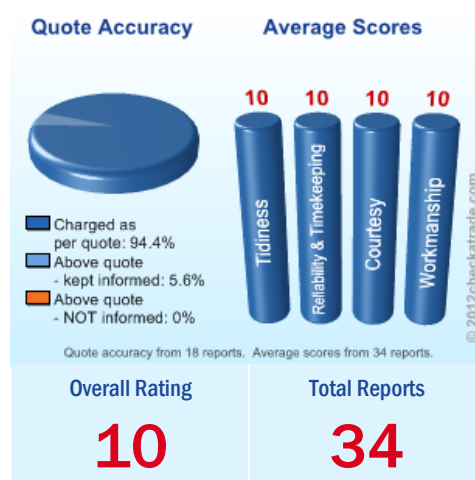 Quote Accuracy
Average Scores
10 10 10 10
Tidiness
Reliability & Timekeeping
Courtesy
Workmanship
Charged as
per quote: 94.4%
Above quote
- kept informed: 5.6%
Above quote
- NOT informed: 0%
© 2012checkatrade.com
Quote accuracy from 18 reports. Average scores from 34 reports.
Overall Rating
10
Total Reports
34